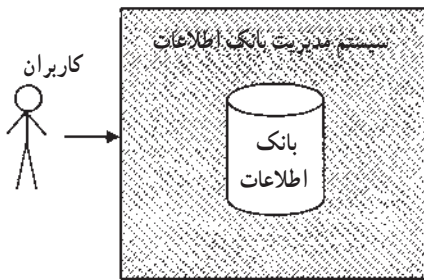 سیستم مدیریت بانک اطلاعات
کاربران
بانک
اطلاعات